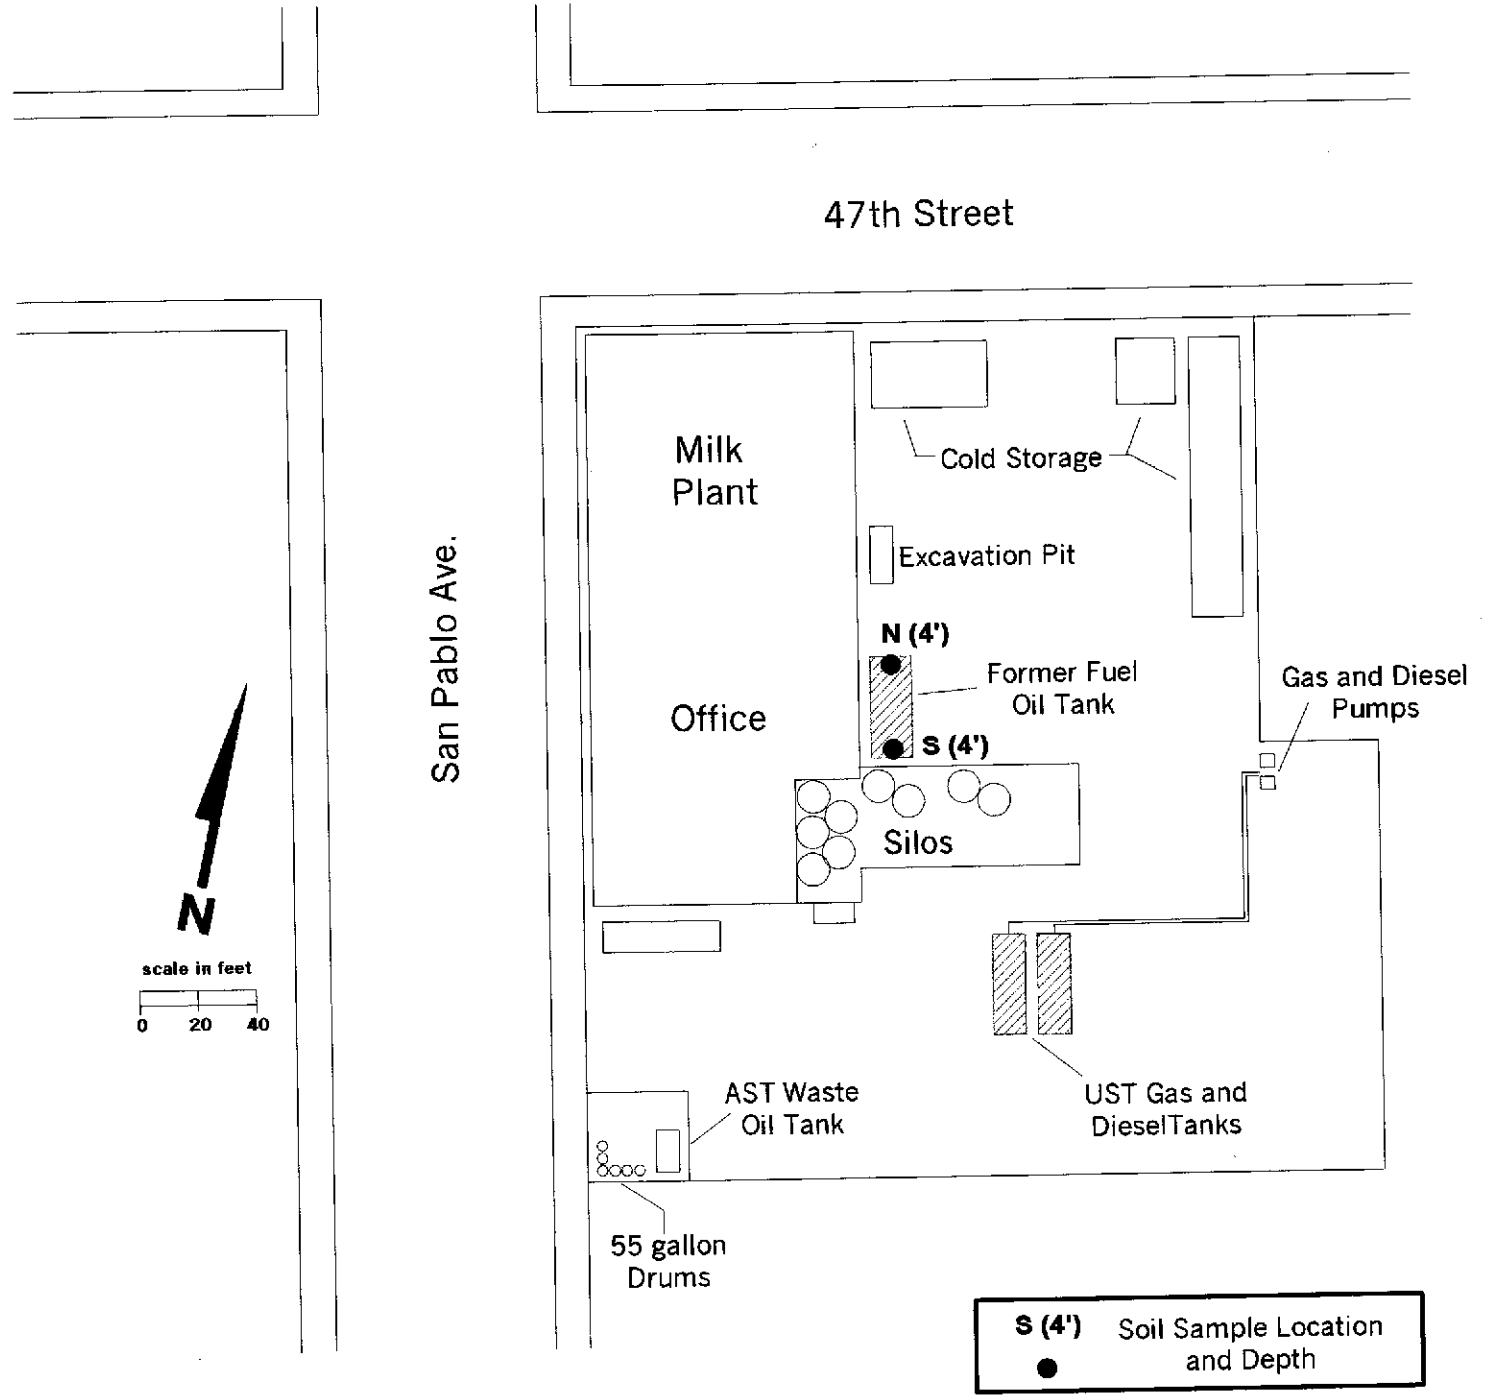 47th Street
Milk
Plant
Cold Storage
San Pablo Ave.
Excavation Pit
N (4')
Former Fuel
Oil Tank
Gas and Diesel
Pumps
Office
S (4')
Silos
N
scale in feet
0 20 40
AST Waste
Oil Tank
UST Gas and
DieselTanks
55 gallon
Drums
S (4') Soil Sample Location
and Depth